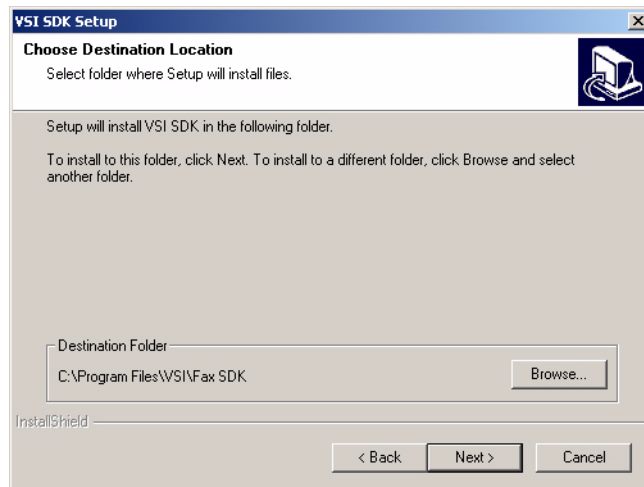 VSI SDK Setup
Choose Destination Location
Select folder where Setup will install files.
Setup will install VSI SDK in the following folder.
To install to this folder, click Next. To install to a different folder, click Browse and select
another folder.
Destination Folder
C:\Program Files\VSI\Fax SDK
Browse...
InstallShield
< Back
Next >
Cancel